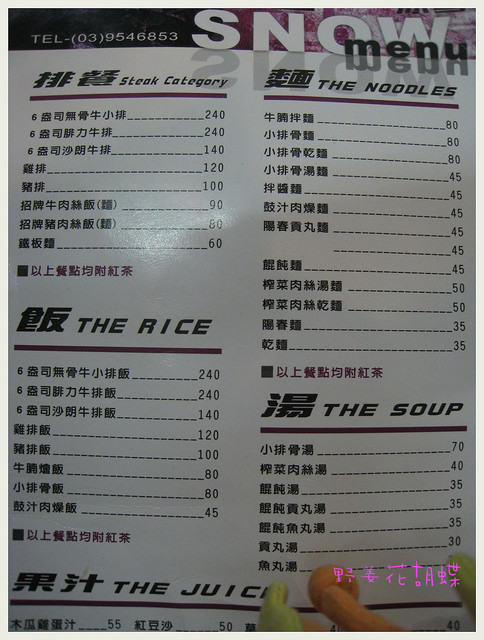 SNOW
menu
TEL-(03)9546853
排餐 Steak Category
6盎司無骨牛小排 240
6盎司腓力牛排 240
6盎司沙朗牛排 140
雞排 120
豬排 100
招牌牛肉絲飯(麵) 90
招牌豬肉絲飯(麵) 80
鐵板麵 60
■以上餐點均附紅茶
飯 THE RICE
6盎司無骨牛小排飯 240
6盎司腓力牛排飯 240
6盎司沙朗牛排飯 140
雞排飯 120
豬排飯 100
牛腩燴飯 80
小排骨飯 80
豉汁肉燥飯 45
■以上餐點均附紅茶
麵 THE NOODLES
牛腩拌麵 80
小排骨麵 80
小排骨乾麵 80
小排骨湯麵 45
拌醬麵 45
豉汁肉燥麵 45
陽春貢丸麵 45
45
餛飩麵 45
榨菜肉絲湯麵 50
榨菜肉絲乾麵 50
陽春麵 35
乾麵 35
■以上餐點均附紅茶
湯 THE SOUP
小排骨湯 70
榨菜肉絲湯 40
餛飩湯 35
餛飩貢丸湯 35
餛飩魚丸湯 35
貢丸湯 30
魚丸湯
野姜花胡蝶
果汁 THE JUIC
木瓜雞蛋汁 55 紅豆沙 50 40